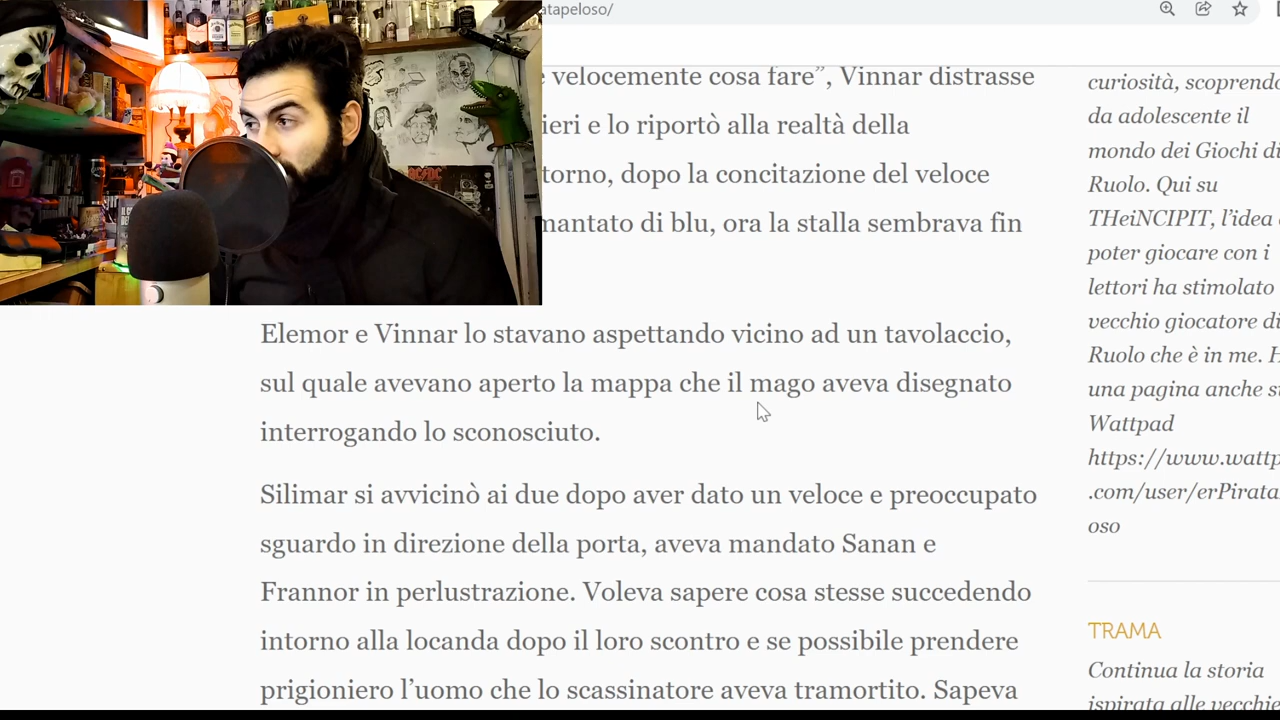 atapeloso/
e velocemente cosa fare”, Vinnar distrasse
ieri e lo riportò alla realtà della
torno, dopo la concitazione del veloce
mantato di blu, ora la stalla sembrava fin
Elemor e Vinnar lo stavano aspettando vicino ad un tavolaccio,
sul quale avevano aperto la mappa che il mago aveva disegnato
interrogando lo sconosciuto.
Silimar si avvicinò ai due dopo aver dato un veloce e preoccupato
sguardo in direzione della porta, aveva mandato Sanan e
Frannor in perlustrazione. Voleva sapere cosa stesse succedendo
intorno alla locanda dopo il loro scontro e se possibile prendere
prigioniero l’uomo che lo scassinatore aveva tramortito. Sapeva
curiosità, scoprendo
da adolescente il
mondo dei Giochi di
Ruolo. Qui su
THeiNCIPIT, l’idea
poter giocare con i
lettori ha stimolato
vecchio giocatore di
Ruolo che è in me. H
una pagina anche su
Wattpad
https://www.wattp
.com/user/erPirata
oso
TRAMA
Continua la storia
ispirata alle vecchie
AC/DC